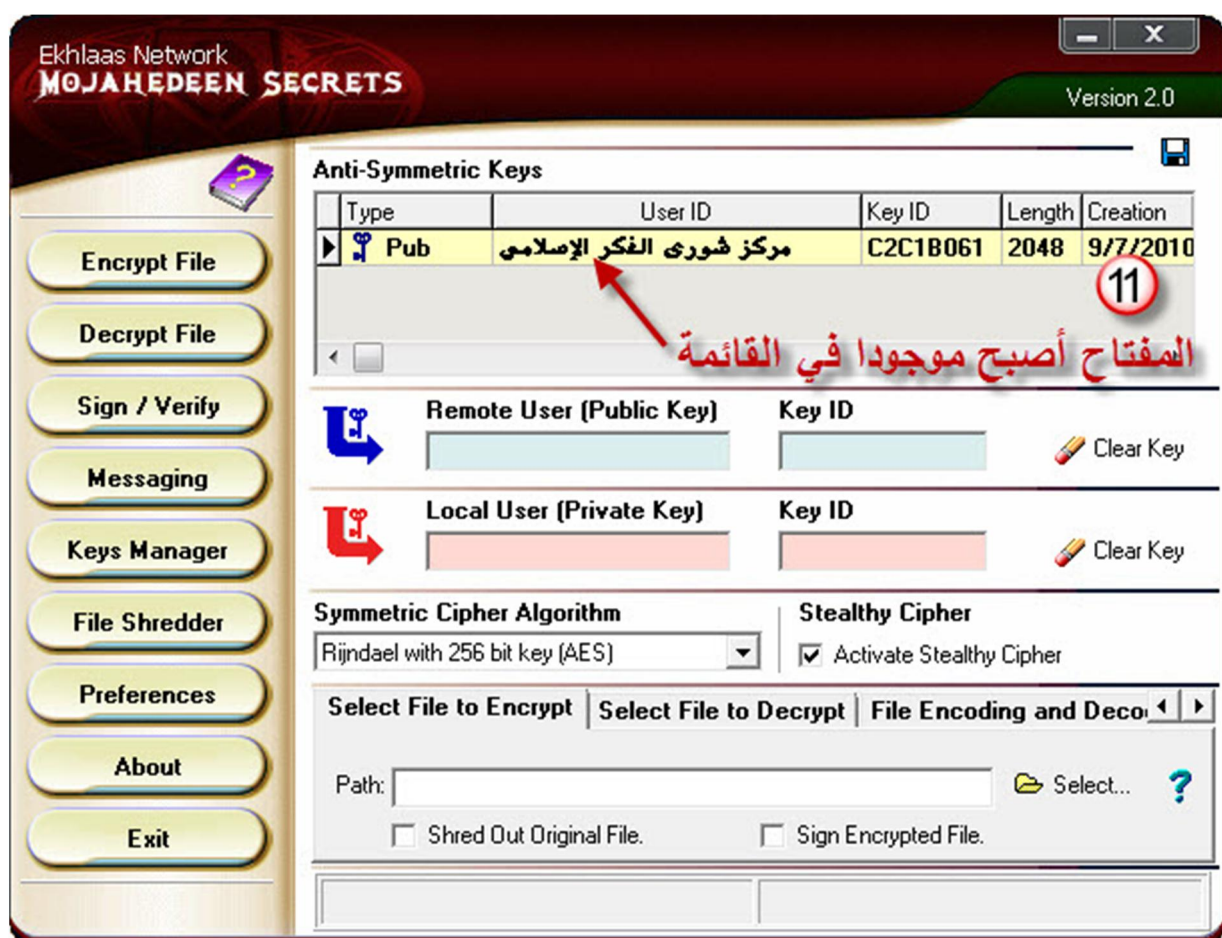 Ekhlaas Network
MOJAHEDEEN SECRETS
Version 2.0
Anti-Symmetric Keys
Type User ID Key ID Length Creation
Pub مركز شورى الفكر الإصلامي C2C1B061 2048 9/7/2010
11
المفتاح أصبح موجودا في القائمة
Encrypt File
Decrypt File
Sign / Verify
Messaging
Keys Manager
File Shredder
Preferences
About
Exit
Remote User (Public Key) Key ID
Clear Key
Local User (Private Key) Key ID
Clear Key
Symmetric Cipher Algorithm Stealthy Cipher
Rijndael with 256 bit key (AES) Activate Stealthy Cipher
Select File to Encrypt Select File to Decrypt File Encoding and Deco
Path: Select... ?
Shred Out Original File. Sign Encrypted File.